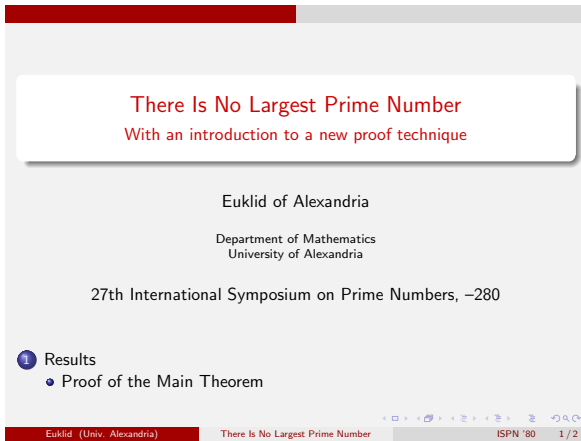 There Is No Largest Prime Number
With an introduction to a new proof technique
Euklid of Alexandria
Department of Mathematics
University of Alexandria
27th International Symposium on Prime Numbers, –280
1 Results
Proof of the Main Theorem
Euklid (Univ. Alexandria) There Is No Largest Prime Number ISPN '80 1 / 2